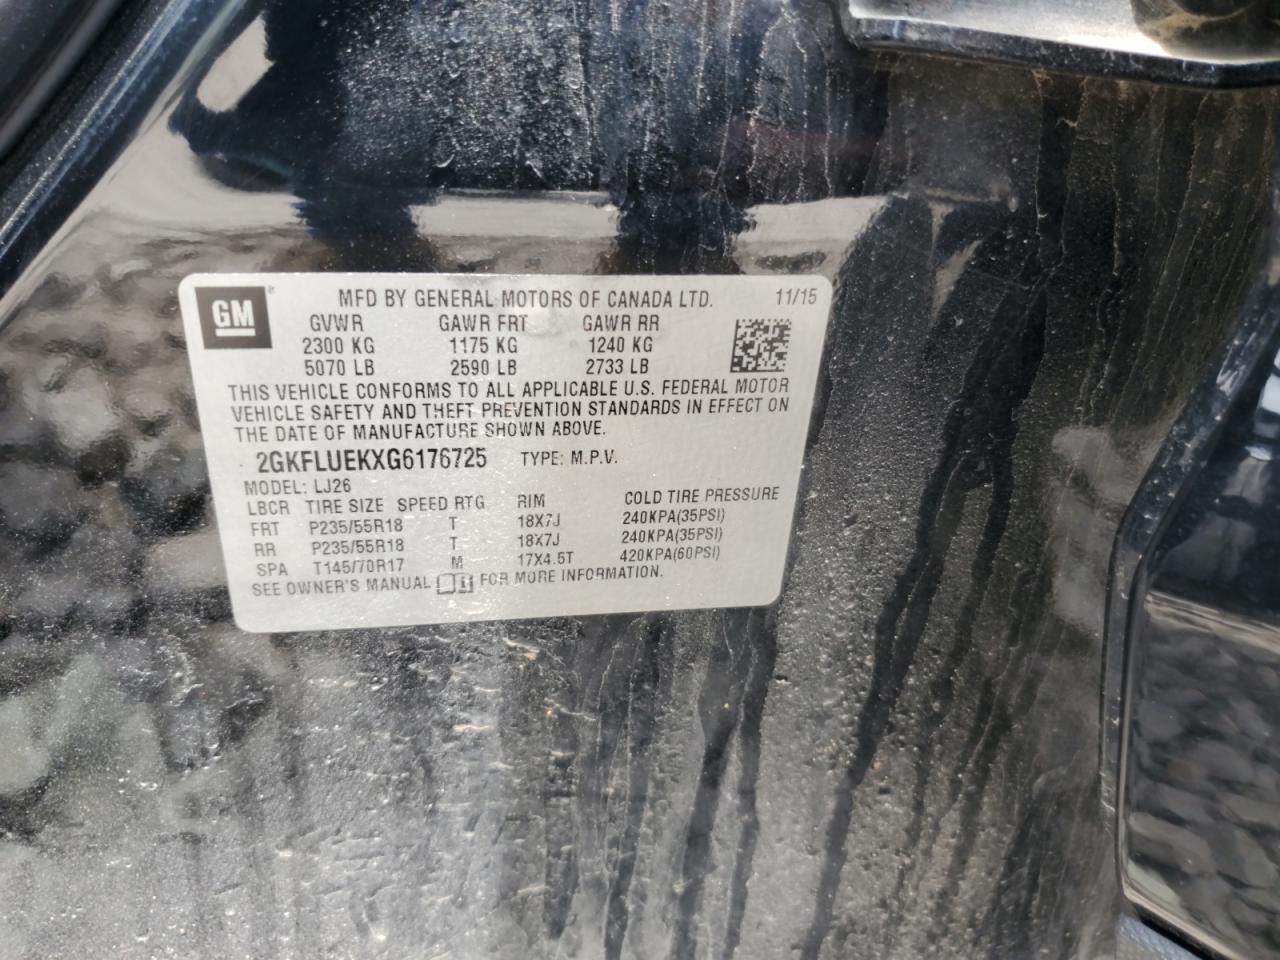 GM
MFD BY GENERAL MOTORS OF CANADA LTD. 11/15
GVWR GAWR FRT GAWR RR
2300 KG 1175 KG 1240 KG
5070 LB 2590 LB 2733 LB
THIS VEHICLE CONFORMS TO ALL APPLICABLE U.S. FEDERAL MOTOR
VEHICLE SAFETY AND THEFT PREVENTION STANDARDS IN EFFECT ON
THE DATE OF MANUFACTURE SHOWN ABOVE.
2GKFLUEKXG6176725 TYPE: M.P.V.
MODEL: LJ26
LBCR TIRE SIZE SPEED RTG RIM COLD TIRE PRESSURE
FRT P235/55R18 T 18X7J 240KPA(35PSI)
RR P235/55R18 T 18X7J 240KPA(35PSI)
SPA T145/70R17 M 17X4.5T 420KPA(60PSI)
SEE OWNER'S MANUAL FOR MORE INFORMATION.